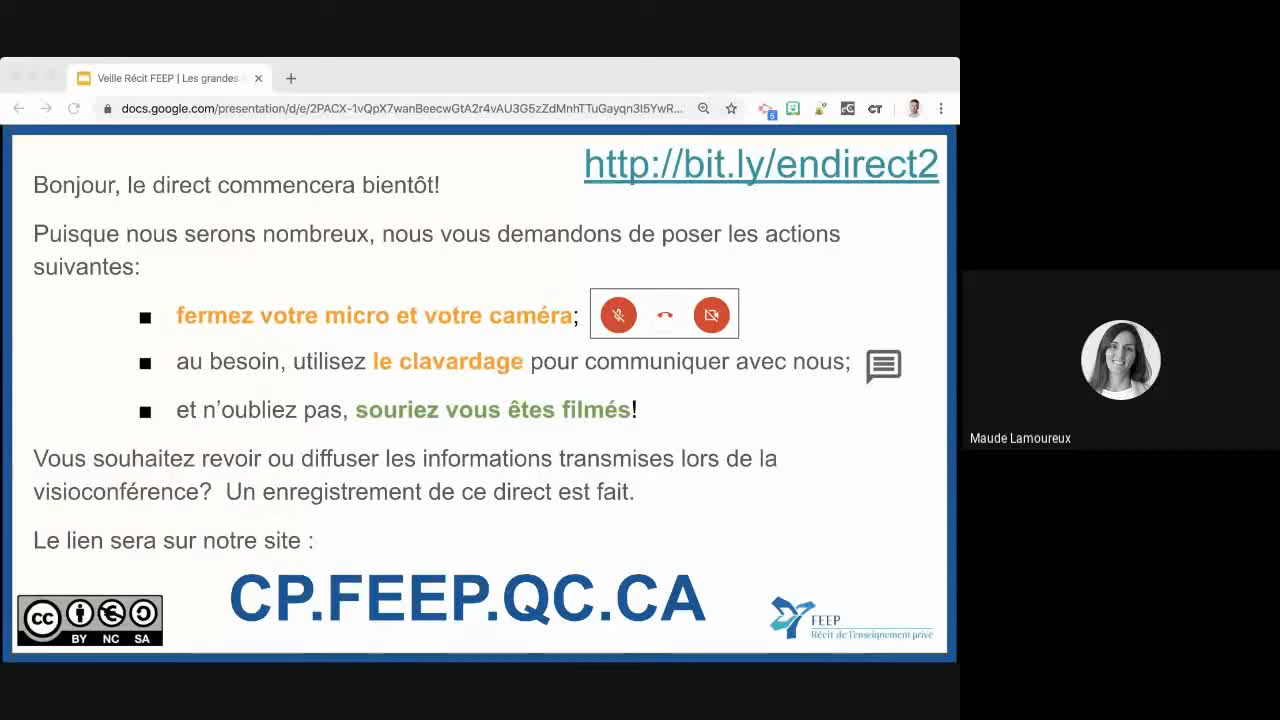 Veille Récit FEEP | Les grandes
docs.google.com/presentation/d/e/2PACX-1vQpX7wanBeecwGtA2r4vAU3G5zZdMnhTTuGayqn3l5YwR...
5
CT
http://bit.ly/endirect2
Bonjour, le direct commencera bientôt!
Puisque nous serons nombreux, nous vous demandons de poser les actions
suivantes:
■ fermez votre micro et votre caméra;
■ au besoin, utilisez le clavardage pour communiquer avec nous;
■ et n’oubliez pas, souriez vous êtes filmés!
Vous souhaitez revoir ou diffuser les informations transmises lors de la
visioconférence? Un enregistrement de ce direct est fait.
Le lien sera sur notre site :
CP.FEEP.QC.CA
cc
BY NC SA
FEEP
Récit de l'enseignement privé
Maude Lamoureux